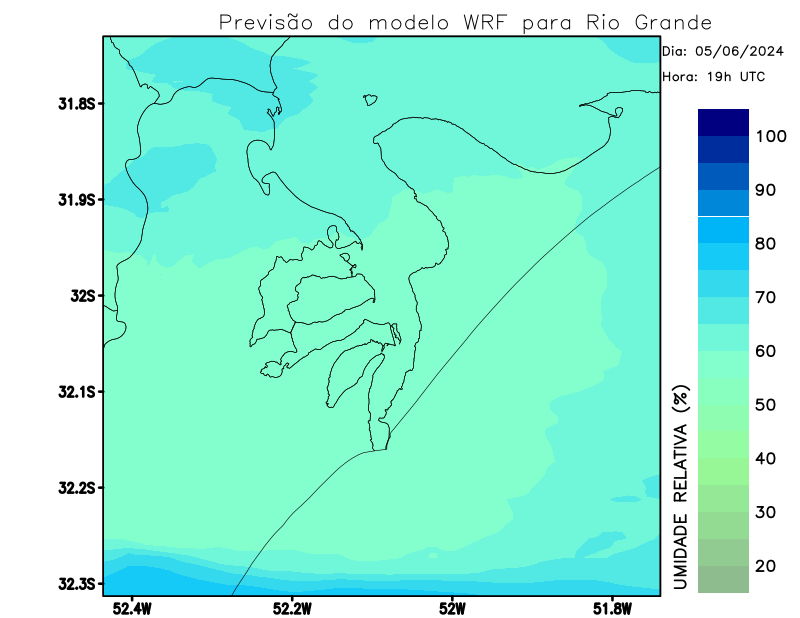 Previsão do modelo WRF para Rio Grande
Dia: 05/06/2024
Hora: 19h UTC
31.8S
31.9S
32S
32.1S
32.2S
32.3S
52.4W
52.2W
52W
51.8W
100
90
80
70
60
50
40
30
20
UMIDADE RELATIVA (%)